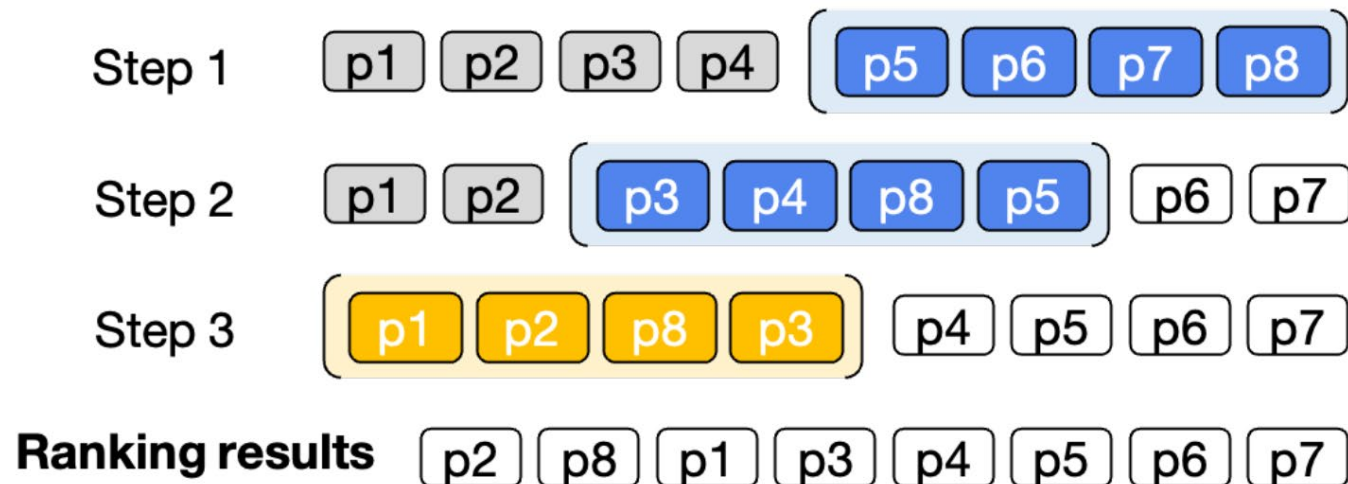 Step 1 p1 p2 p3 p4 p5 p6 p7 p8
Step 2 p1 p2 p3 p4 p8 p5 p6 p7
Step 3 p1 p2 p8 p3 p4 p5 p6 p7
Ranking results p2 p8 p1 p3 p4 p5 p6 p7